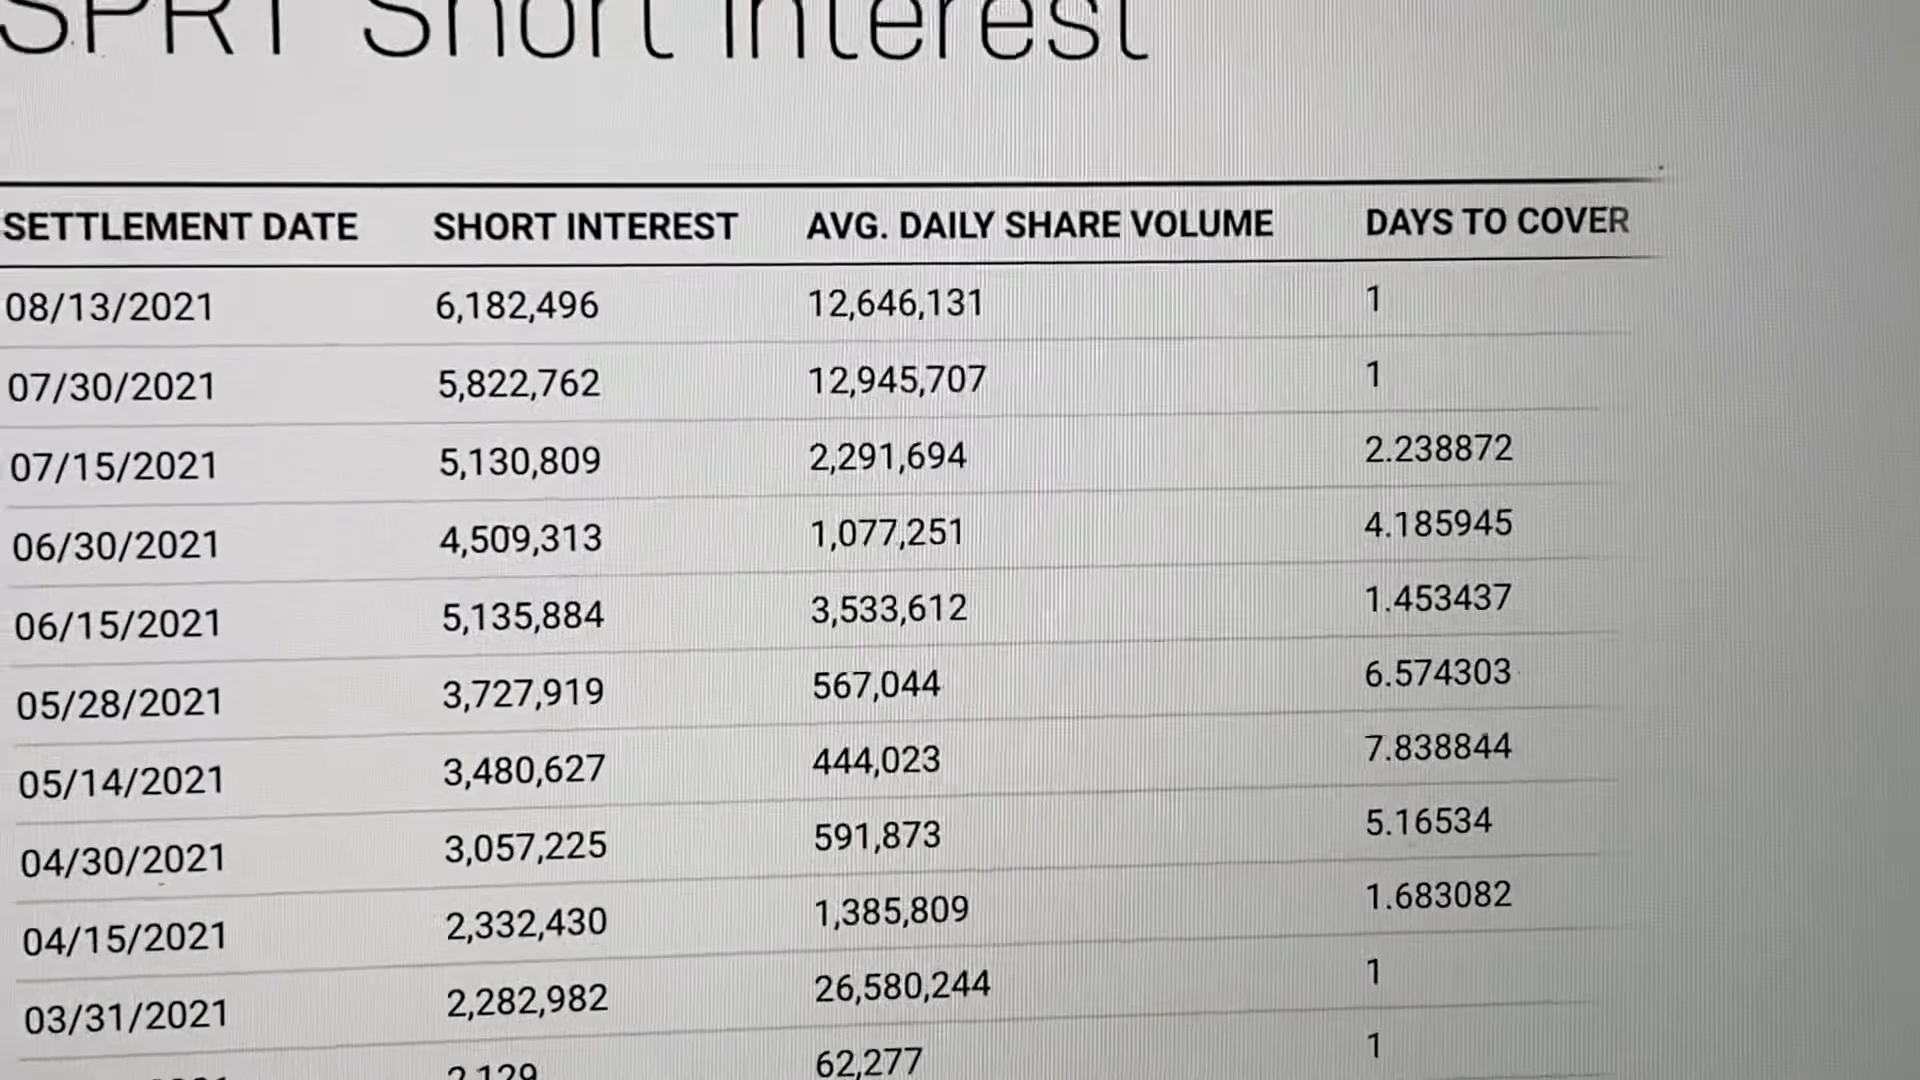 SPRT Short Interest
SETTLEMENT DATE SHORT INTEREST AVG. DAILY SHARE VOLUME DAYS TO COVER
08/13/2021 6,182,496 12,646,131 1
07/30/2021 5,822,762 12,945,707 1
07/15/2021 5,130,809 2,291,694 2.238872
06/30/2021 4,509,313 1,077,251 4.185945
06/15/2021 5,135,884 3,533,612 1.453437
05/28/2021 3,727,919 567,044 6.574303
05/14/2021 3,480,627 444,023 7.838844
04/30/2021 3,057,225 591,873 5.16534
04/15/2021 2,332,430 1,385,809 1.683082
03/31/2021 2,282,982 26,580,244 1
2,129 62,277 1